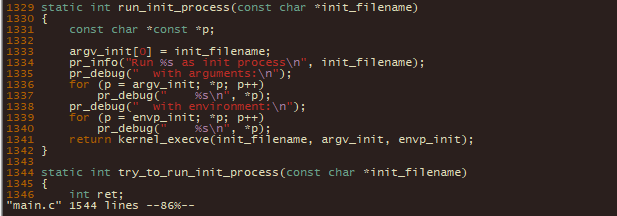 1329 static int run_init_process(const char *init_filename)
1330 {
1331     const char *const *p;
1332
1333     argv_init[0] = init_filename;
1334     pr_info("Run %s as init process\n", init_filename);
1335     pr_debug("  with arguments:\n");
1336     for (p = argv_init; *p; p++)
1337         pr_debug("    %s\n", *p);
1338     pr_debug("  with environment:\n");
1339     for (p = envp_init; *p; p++)
1340         pr_debug("    %s\n", *p);
1341     return kernel_execve(init_filename, argv_init, envp_init);
1342 }
1343
1344 static int try_to_run_init_process(const char *init_filename)
1345 {
1346     int ret;
"main.c" 1544 lines --86%--